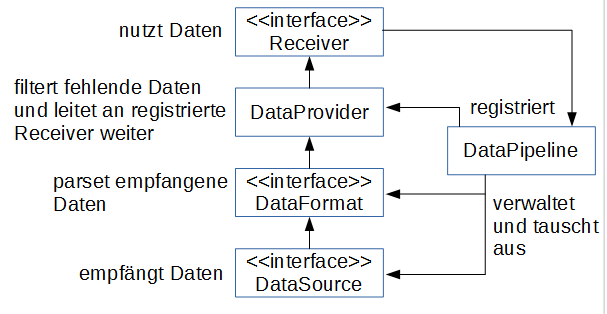 nutzt Daten
<<interface>>
Receiver
filtert fehlende Daten
und leitet an registrierte
Receiver weiter
DataProvider
registriert
DataPipeline
parset empfangene
Daten
<<interface>>
DataFormat
verwaltet
und tauscht
aus
empfängt Daten
<<interface>>
DataSource